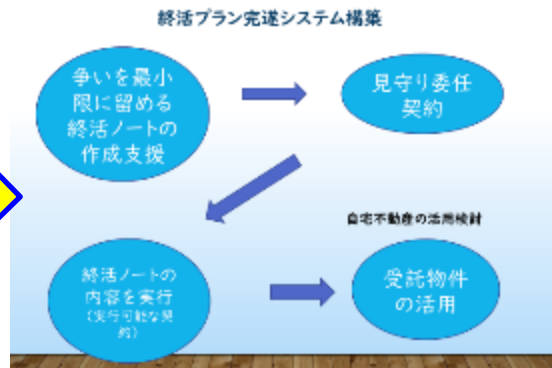 終活プラン完遂システム構築
争いを最小
限に留める
終活ノートの
作成支援
見守り委任
契約
自宅不動産の活用検討
終活ノートの
内容を実行
（実行可能な契
約）
受託物件
の活用